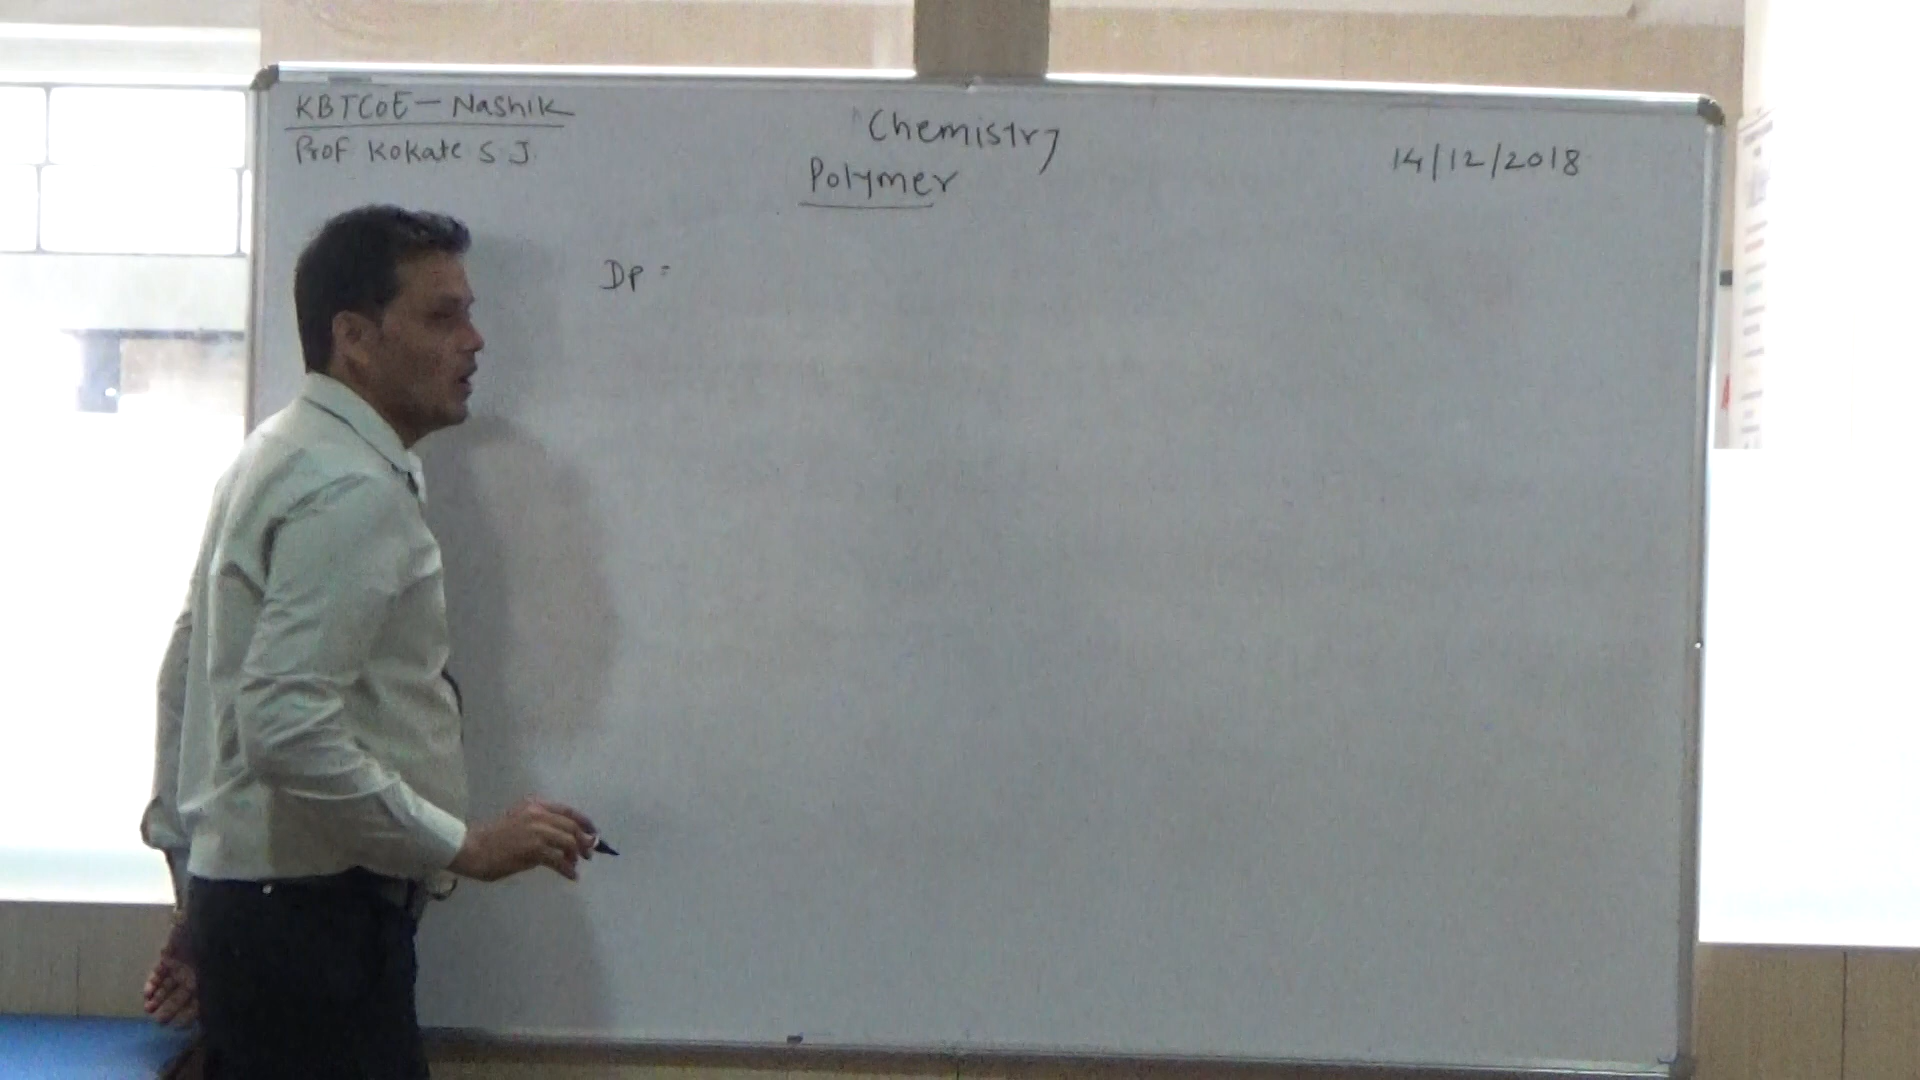 KBTCoE - Nashik
Prof Kokate S J
Chemistry
Polymer
14/12/2018
DP =